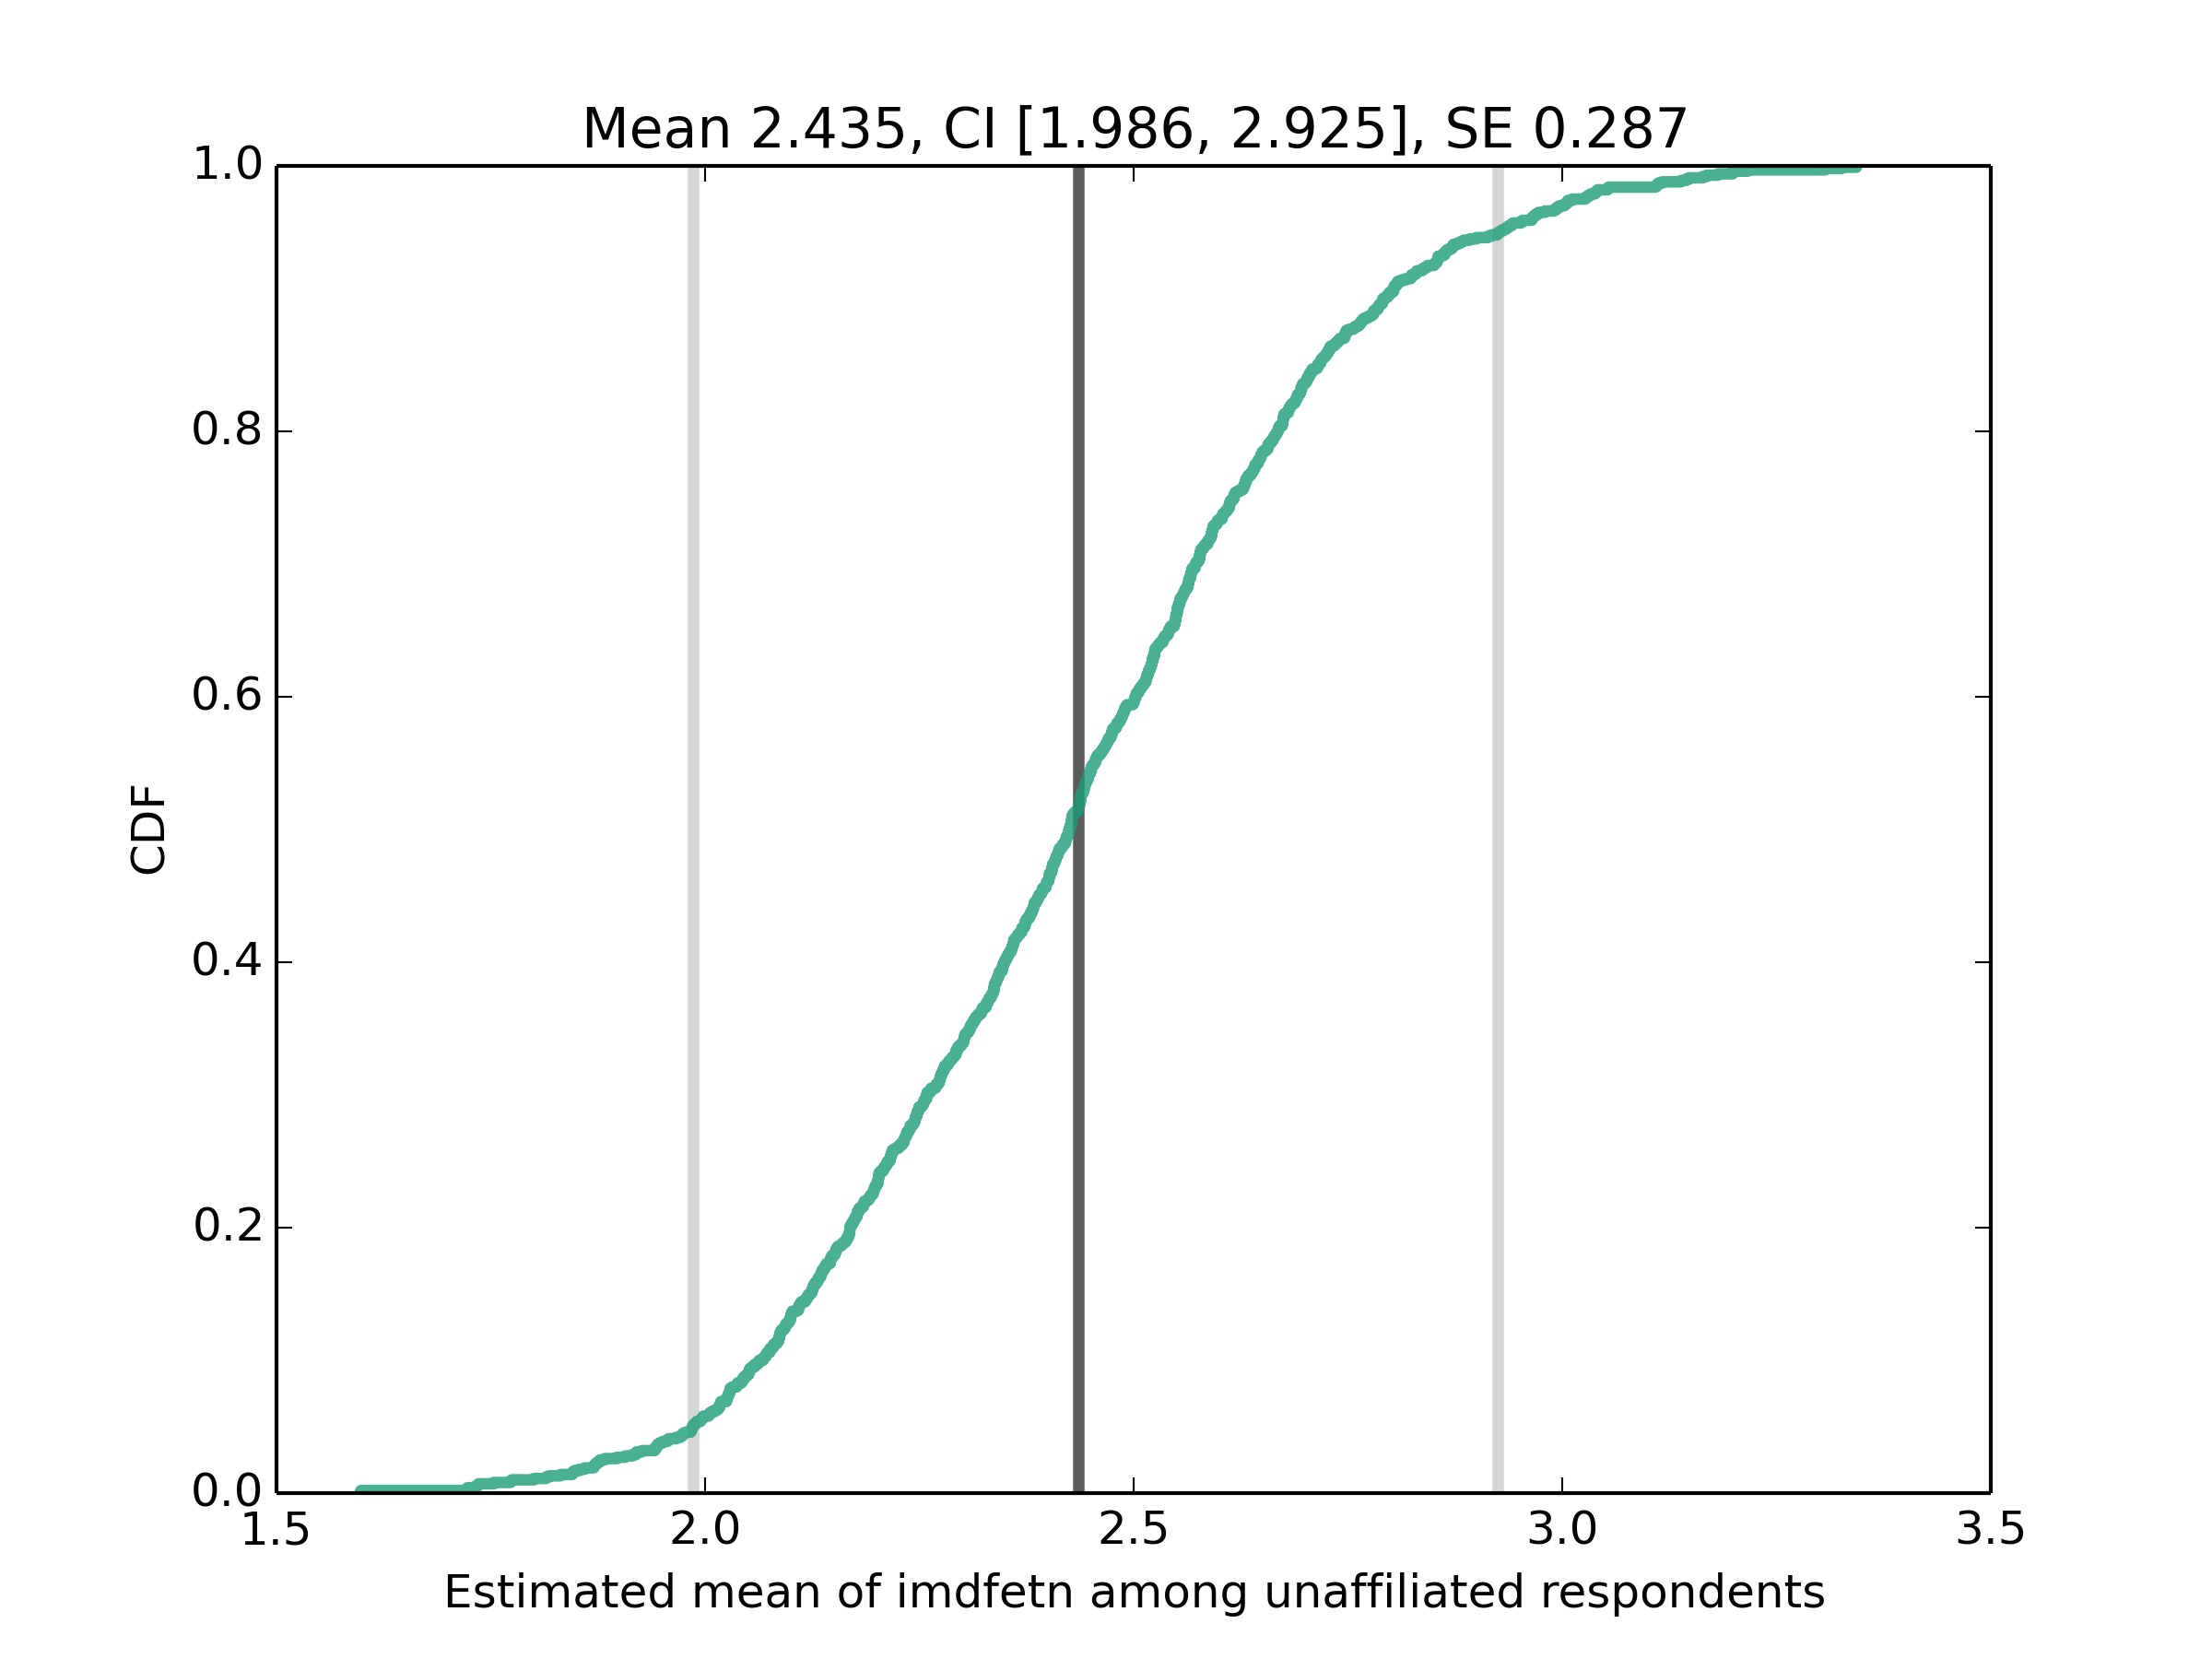 Mean 2.435, CI [1.986, 2.925], SE 0.287
1.0
0.8
0.6
0.4
0.2
0.0
CDF
1.5 2.0 2.5 3.0 3.5
Estimated mean of imdfetn among unaffiliated respondents